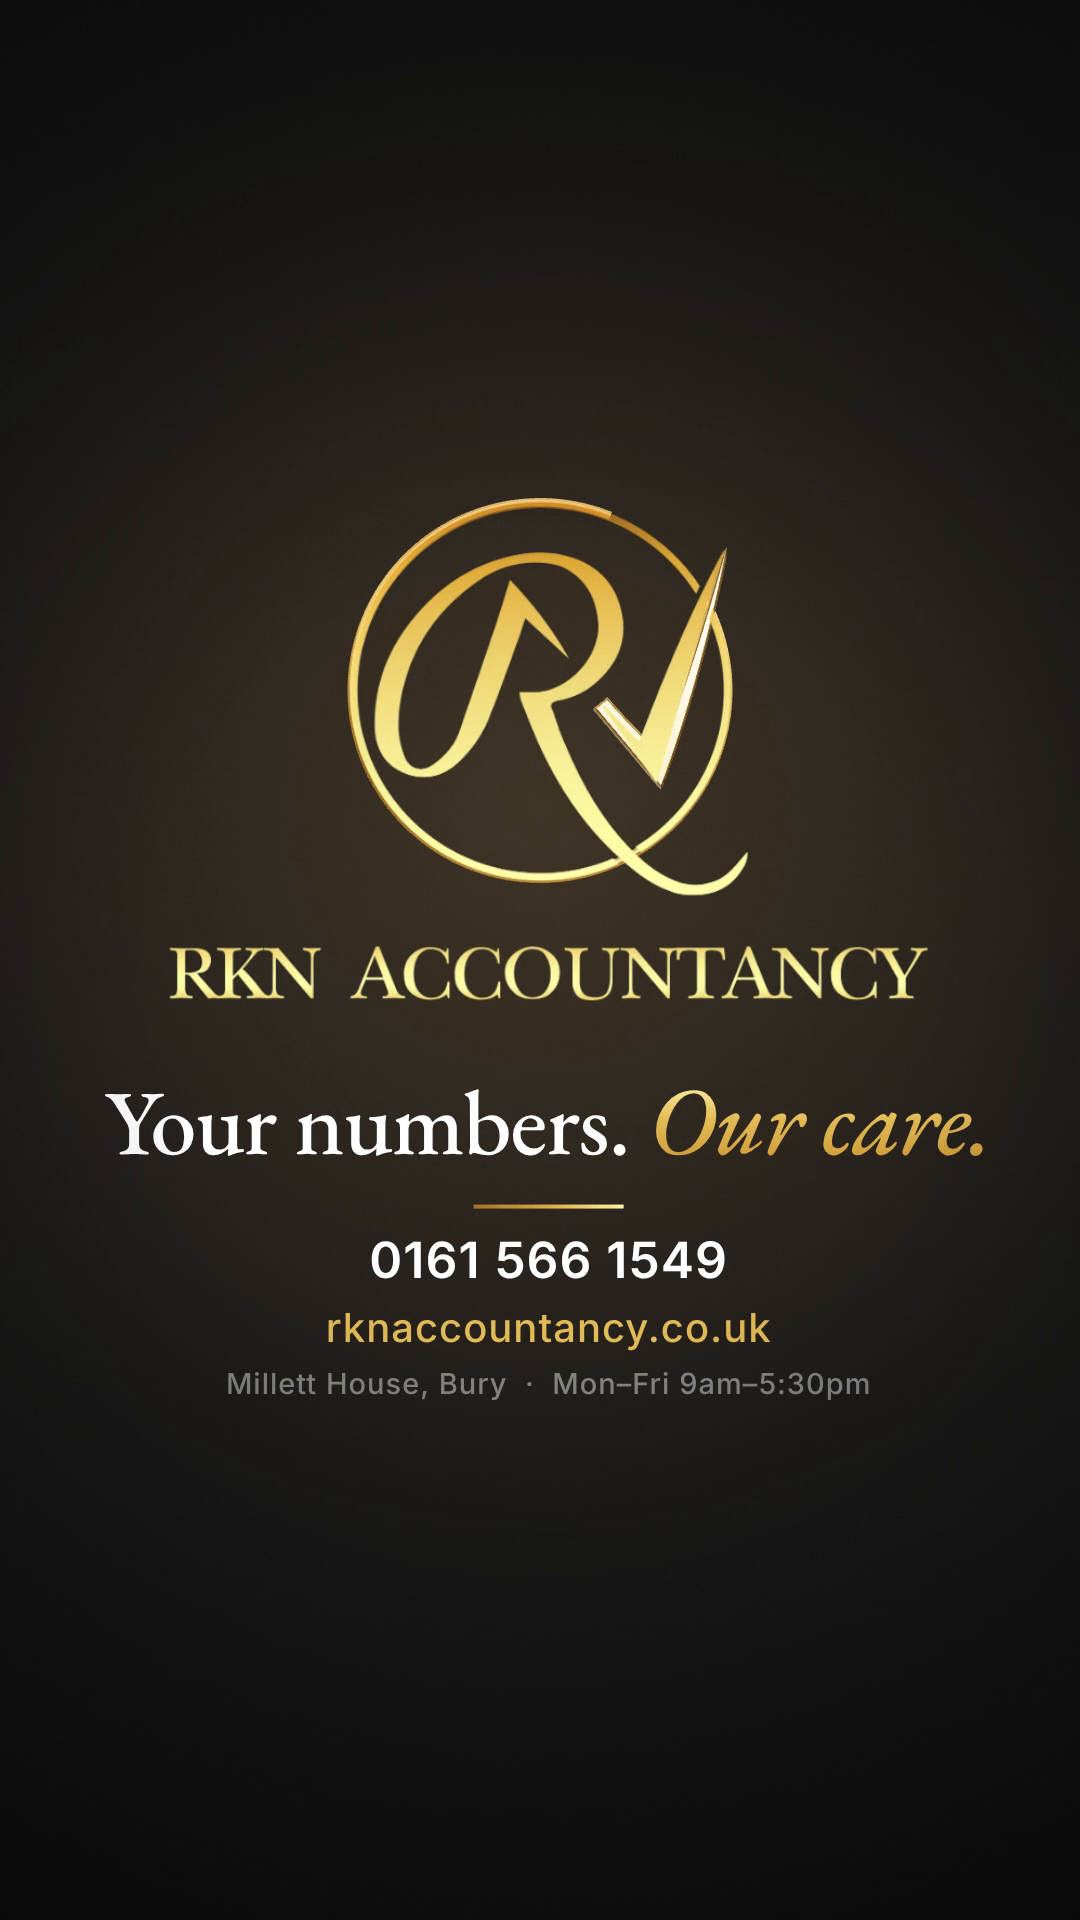 RKN ACCOUNTANCY
Your numbers. Our care.
0161 566 1549
rknaccountancy.co.uk
Millett House, Bury · Mon–Fri 9am–5:30pm